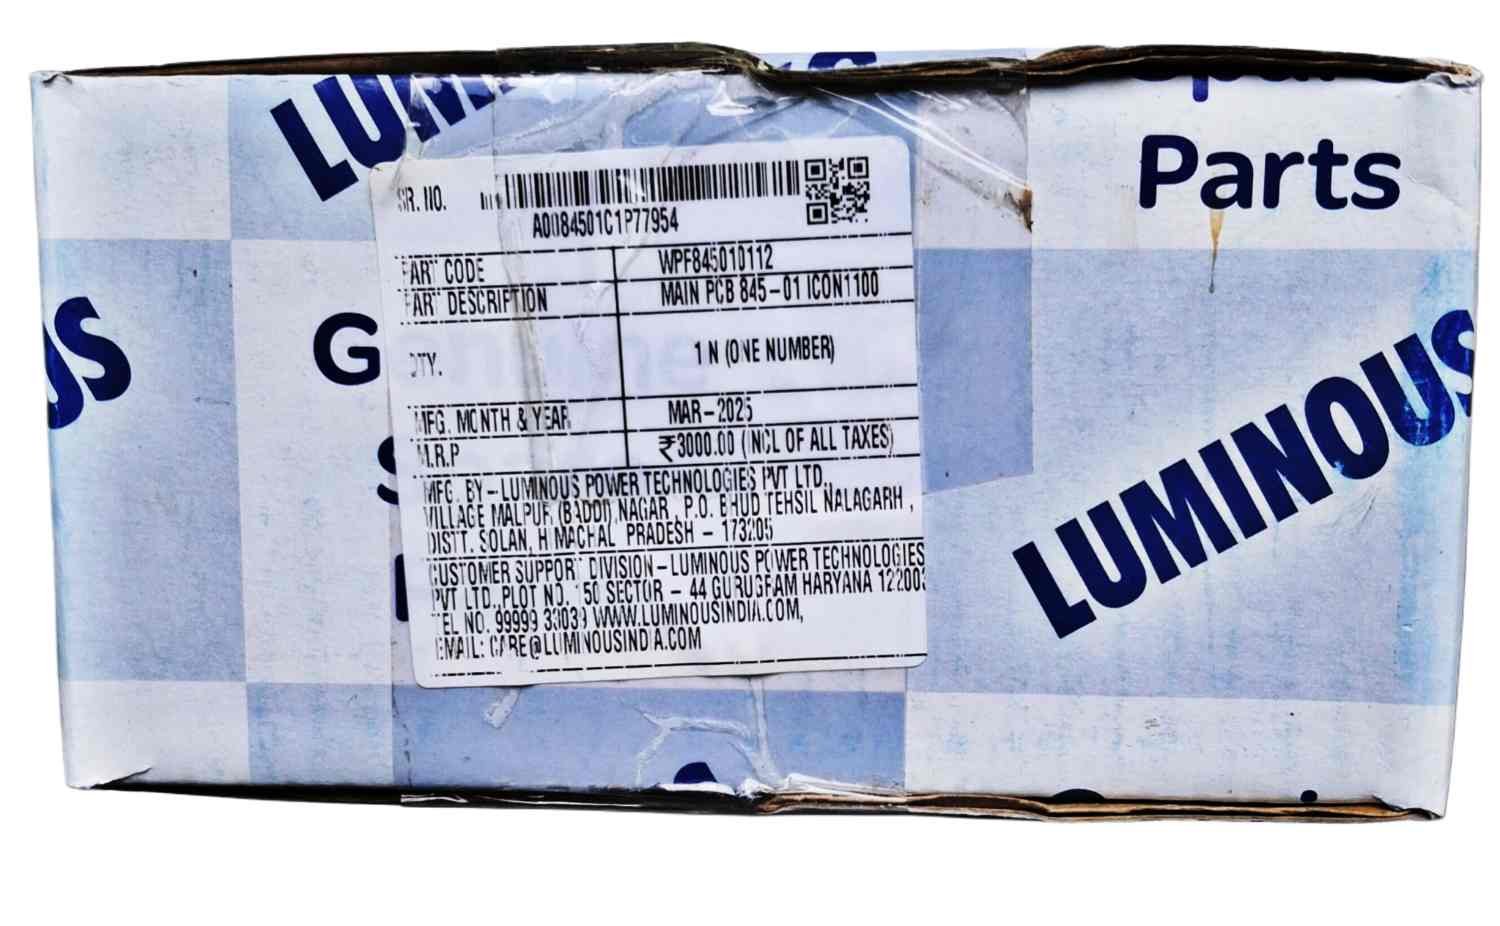 LUMINOUS
Spare
Parts
SR. NO.
A0084501C1P77954
PART CODE WPF845010112
PART DESCRIPTION MAIN PCB 845-01 ICON1100
QTY. 1 N (ONE NUMBER)
MFG. MONTH & YEAR MAR-2025
M.R.P ₹3000.00 (INCL OF ALL TAXES)
MFG. BY - LUMINOUS POWER TECHNOLOGIES PVT LTD.,
VILLAGE MALPUR, (BADDI) NAGAR, P.O. BHUD TEHSIL NALAGARH,
DISTT. SOLAN, HIMACHAL PRADESH - 173205
CUSTOMER SUPPORT DIVISION - LUMINOUS POWER TECHNOLOGIES
PVT LTD, PLOT NO. 150 SECTOR - 44 GURUGRAM HARYANA 122003
TEL NO. 99999 33039 WWW.LUMINOUSINDIA.COM,
EMAIL: CARE@LUMINOUSINDIA.COM
US
G
LUMINOUS